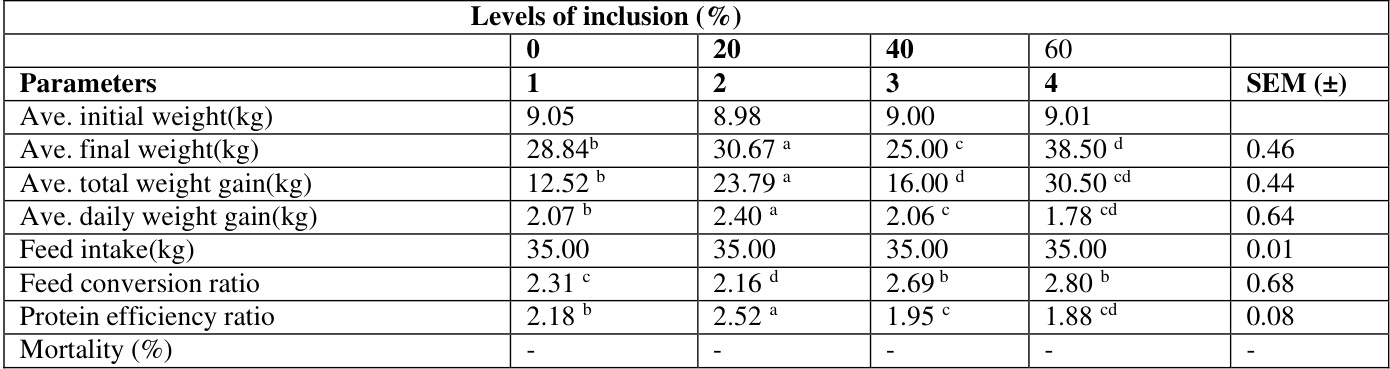 Levels of inclusion (%)
0 20 40 60
Parameters 1 2 3 4 SEM (±)
Ave. initial weight(kg) 9.05 8.98 9.00 9.01
Ave. final weight(kg) 28.84b 30.67 a 25.00 c 38.50 d 0.46
Ave. total weight gain(kg) 12.52 b 23.79 a 16.00 d 30.50 cd 0.44
Ave. daily weight gain(kg) 2.07 b 2.40 a 2.06 c 1.78 cd 0.64
Feed intake(kg) 35.00 35.00 35.00 35.00 0.01
Feed conversion ratio 2.31 c 2.16 d 2.69 b 2.80 b 0.68
Protein efficiency ratio 2.18 b 2.52 a 1.95 c 1.88 cd 0.08
Mortality (%) - - - - -